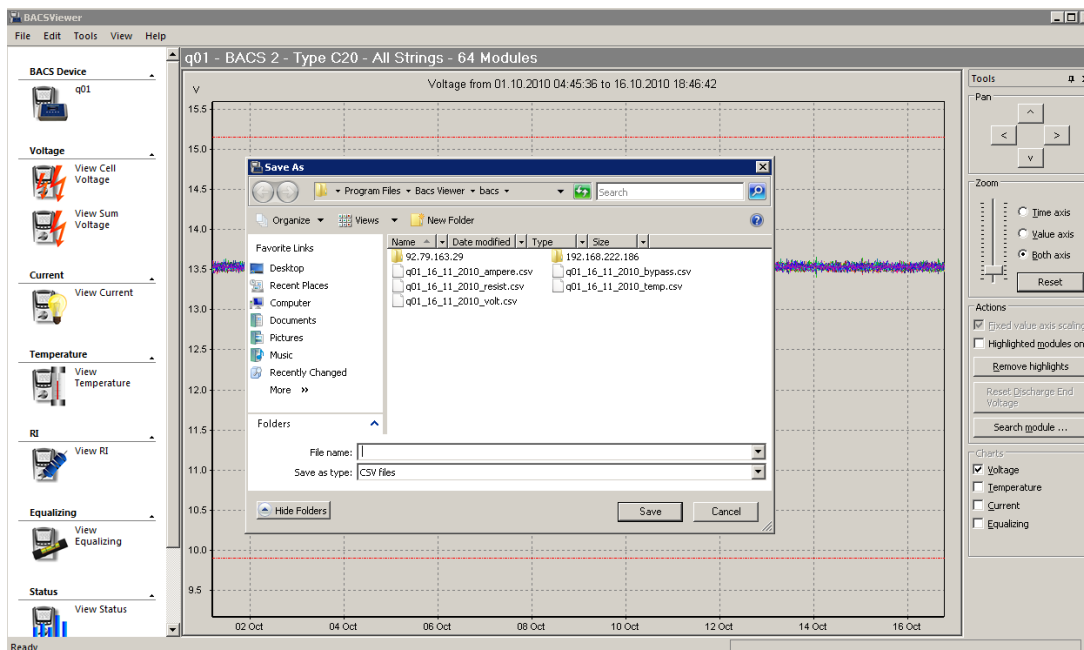 BACSViewer
File Edit Tools View Help
BACS Device
q01
Voltage
View Cell
Voltage
View Sum
Voltage
Current
View Current
Temperature
View
Temperature
RI
View RI
Equalizing
View
Equalizing
Status
View Status
q01 - BACS 2 - Type C20 - All Strings - 64 Modules
V
Voltage from 01.10.2010 04:45:36 to 16.10.2010 18:46:42
15.5
15.0
14.5
14.0
13.5
12.5
12.0
11.5
11.0
10.5
10.0
9.5
02 Oct 04 Oct 06 Oct 08 Oct 10 Oct 12 Oct 14 Oct 16 Oct
Save As
Program Files Bacs Viewer bacs
Search
Organize Views New Folder
Favorite Links
Desktop
Recent Places
Computer
Documents
Pictures
Music
Recently Changed
More »
Folders
Name Date modified Type Size
92.79.163.29 192.168.222.186
q01_16_11_2010_ampere.csv q01_16_11_2010_bypass.csv
q01_16_11_2010_resist.csv q01_16_11_2010_temp.csv
q01_16_11_2010_volt.csv
File name:
Save as type: CSV files
Hide Folders Save Cancel
Tools
Pan
^
< >
v
Zoom
Time axis
Value axis
Both axis
Reset
Actions
Fixed value axis scaling
Highlighted modules on
Remove highlights
Reset Discharge End
Voltage
Search module ...
Charts
Voltage
Temperature
Current
Equalizing
Ready